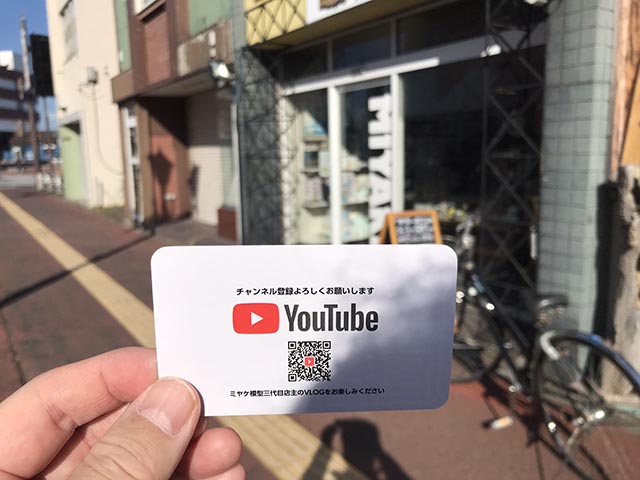 MIYAK
チャンネル登録よろしくお願いします
YouTube
ミヤケ模型三代目店主のVLOGをお楽しみください